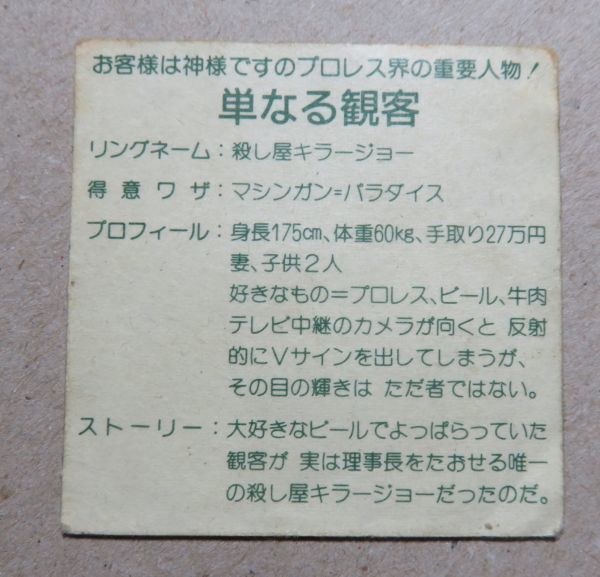 お客様は神様ですのプロレス界の重要人物！
単なる観客
リングネーム：殺し屋キラージョー
得意ワザ：マシンガン=パラダイス
プロフィール：身長175cm、体重60kg、手取り27万円
妻、子供2人
好きなもの＝プロレス、ビール、牛肉
テレビ中継のカメラが向くと 反射
的にVサインを出してしまうが、
その目の輝きは ただ者ではない。
ストーリー：大好きなビールでよっぱらっていた
観客が 実は理事長をたおせる唯一
の殺し屋キラージョーだったのだ。